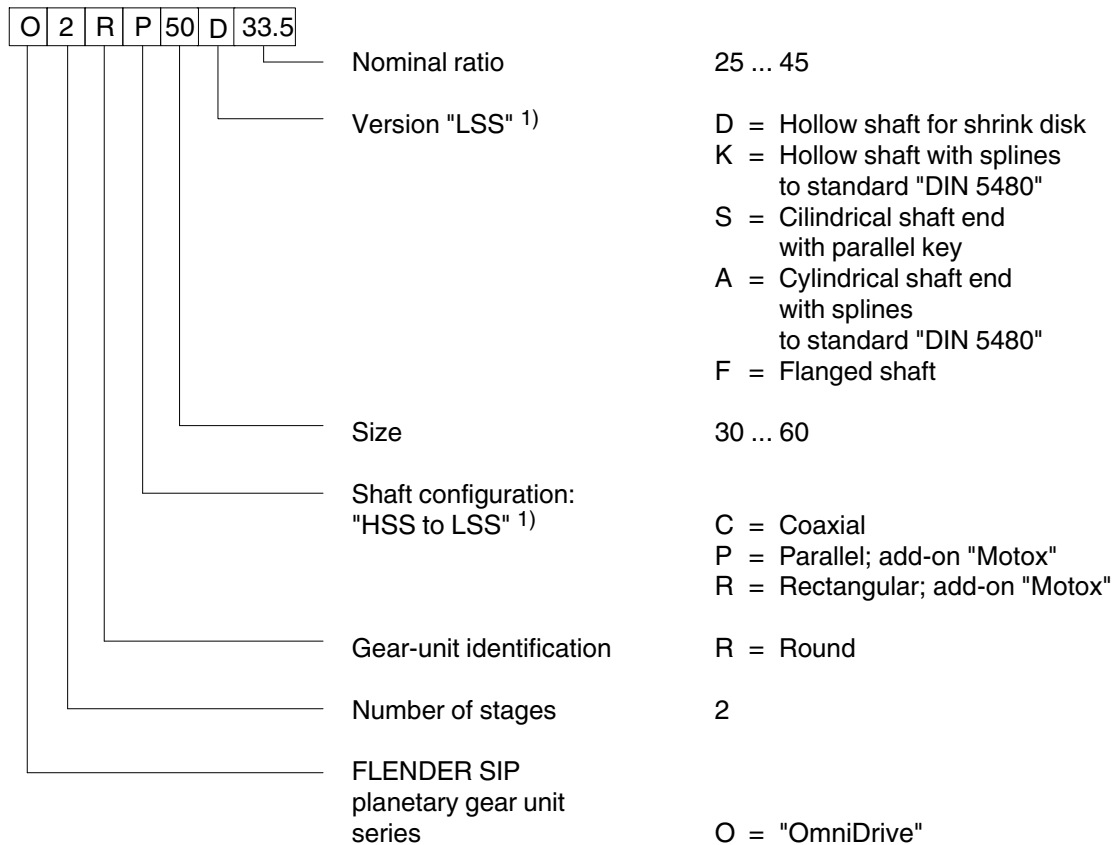 O 2 R P 50 D 33.5
Nominal ratio 25 ... 45
Version "LSS" 1) D = Hollow shaft for shrink disk
K = Hollow shaft with splines
to standard "DIN 5480"
S = Cilindrical shaft end
with parallel key
A = Cylindrical shaft end
with splines
to standard "DIN 5480"
F = Flanged shaft
Size 30 ... 60
Shaft configuration:
"HSS to LSS" 1) C = Coaxial
P = Parallel; add-on "Motox"
R = Rectangular; add-on "Motox"
Gear-unit identification R = Round
Number of stages 2
FLENDER SIP
planetary gear unit
series O = "OmniDrive"